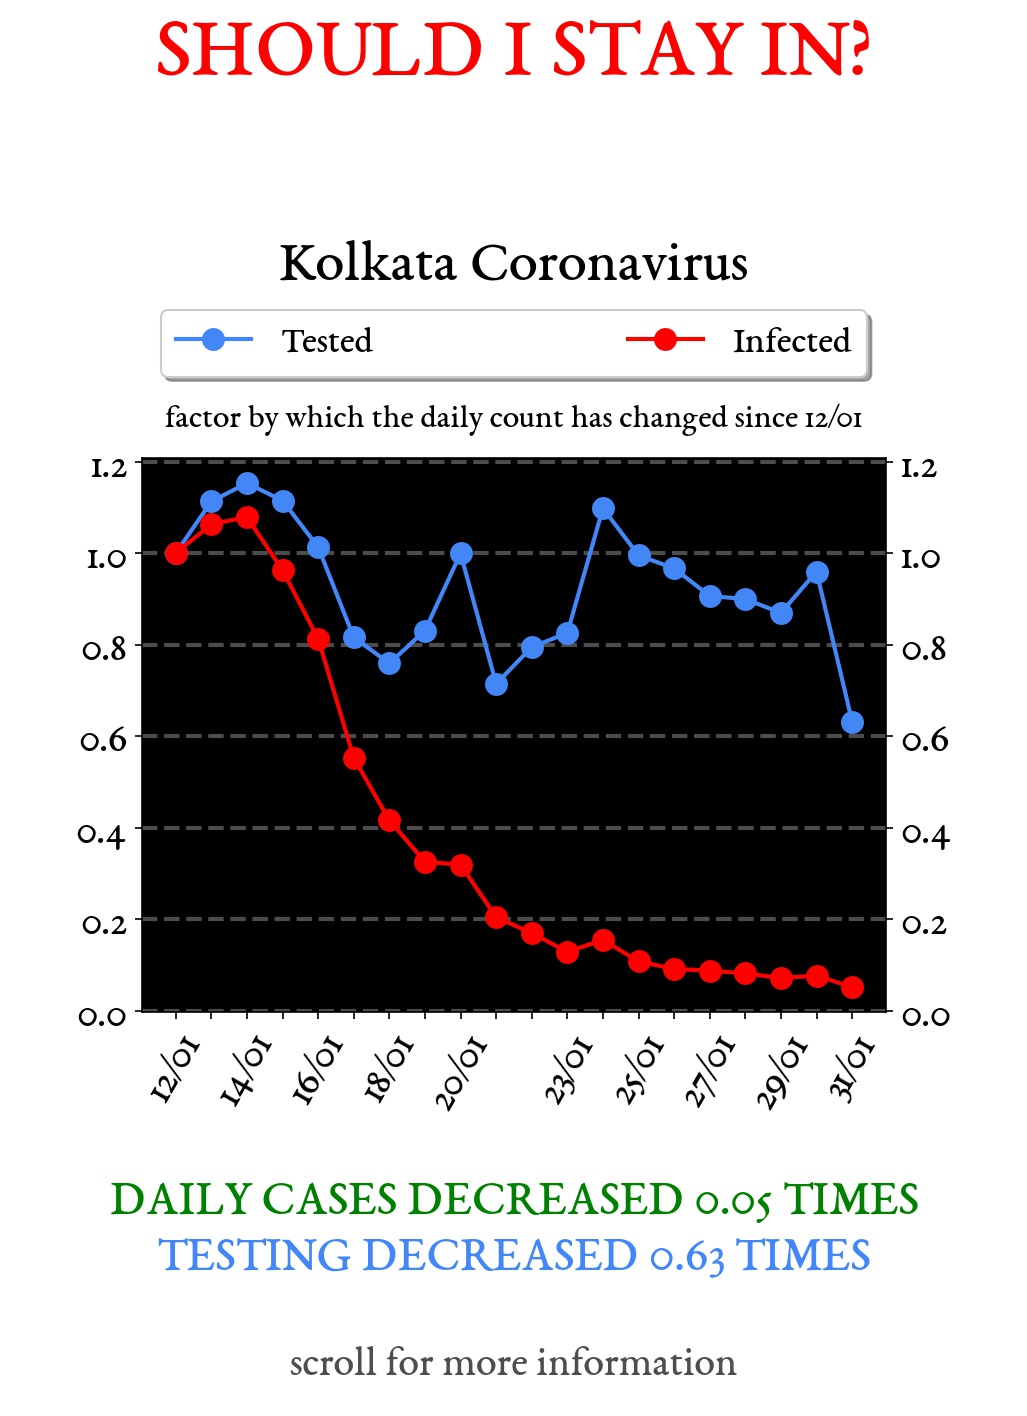 SHOULD I STAY IN?
Kolkata Coronavirus
Tested Infected
factor by which the daily count has changed since 12/01
1.2 1.2
1.0 1.0
0.8 0.8
0.6 0.6
0.4 0.4
0.2 0.2
0.0 0.0
12/01 14/01 16/01 18/01 20/01 23/01 25/01 27/01 29/01 31/01
DAILY CASES DECREASED 0.05 TIMES
TESTING DECREASED 0.63 TIMES
scroll for more information